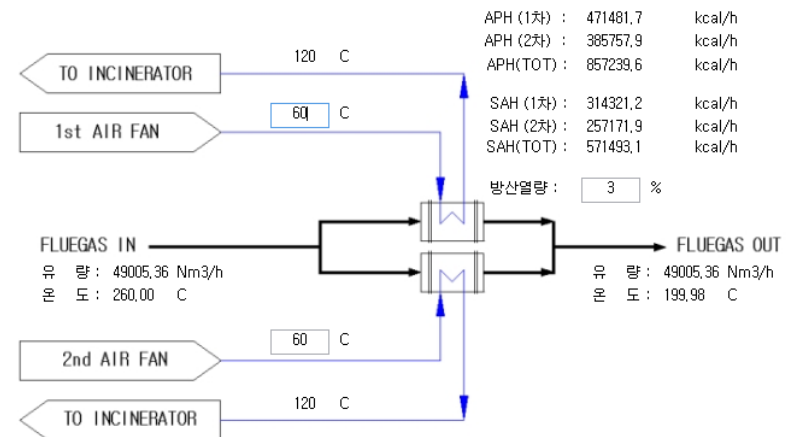 APH (1차) : 471481,7 kcal/h
APH (2차) : 385757,9 kcal/h
APH(TOT) : 857239,6 kcal/h
120 C
TO INCINERATOR
60 C
1st AIR FAN
SAH (1차) : 314321,2 kcal/h
SAH (2차) : 257171,9 kcal/h
SAH(TOT) : 571493,1 kcal/h
방산열량 : 3 %
FLUEGAS IN
유 량 : 49005,36 Nm3/h
온 도 : 260,00 C
FLUEGAS OUT
유 량 : 49005,36 Nm3/h
온 도 : 199,98 C
60 C
2nd AIR FAN
120 C
TO INCINERATOR